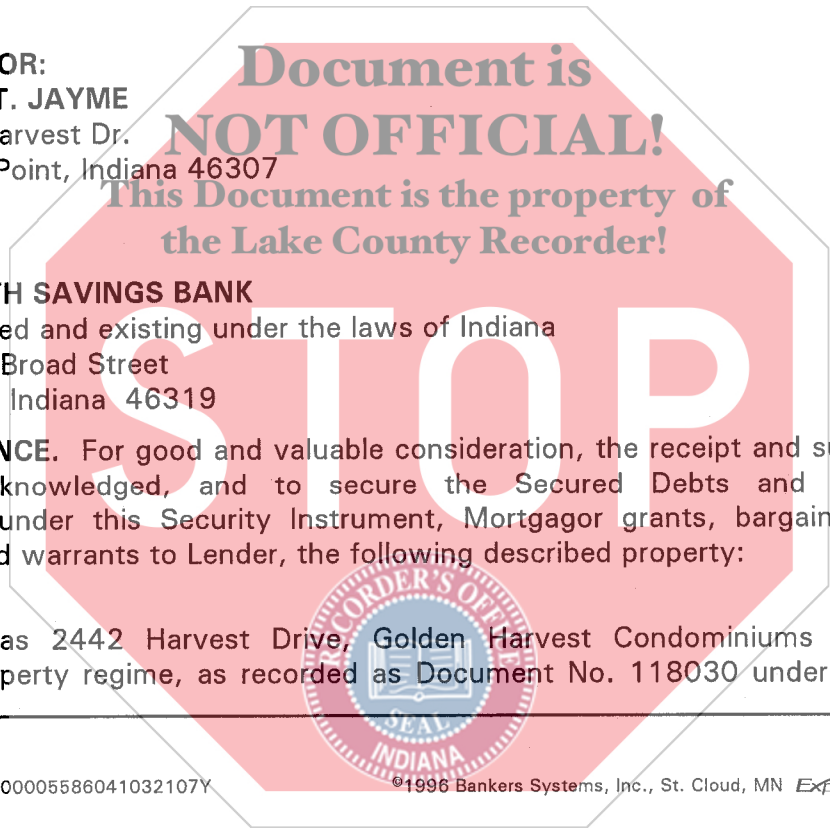 OR:
T. JAYME
arvest Dr.
Point, Indiana 46307
Document is
NOT OFFICIAL!
This Document is the property of
the Lake County Recorder!
STOP
TH SAVINGS BANK
ed and existing under the laws of Indiana
Broad Street
Indiana 46319
NCE. For good and valuable consideration, the receipt and su
knowledged, and to secure the Secured Debts and
under this Security Instrument, Mortgagor grants, bargain
d warrants to Lender, the following described property:
RECORDER'S OFFICE
SEAL
INDIANA
as 2442 Harvest Drive, Golden Harvest Condominiums
perty regime, as recorded as Document No. 118030 under
00005586041032107Y
©1996 Bankers Systems, Inc., St. Cloud, MN Exp